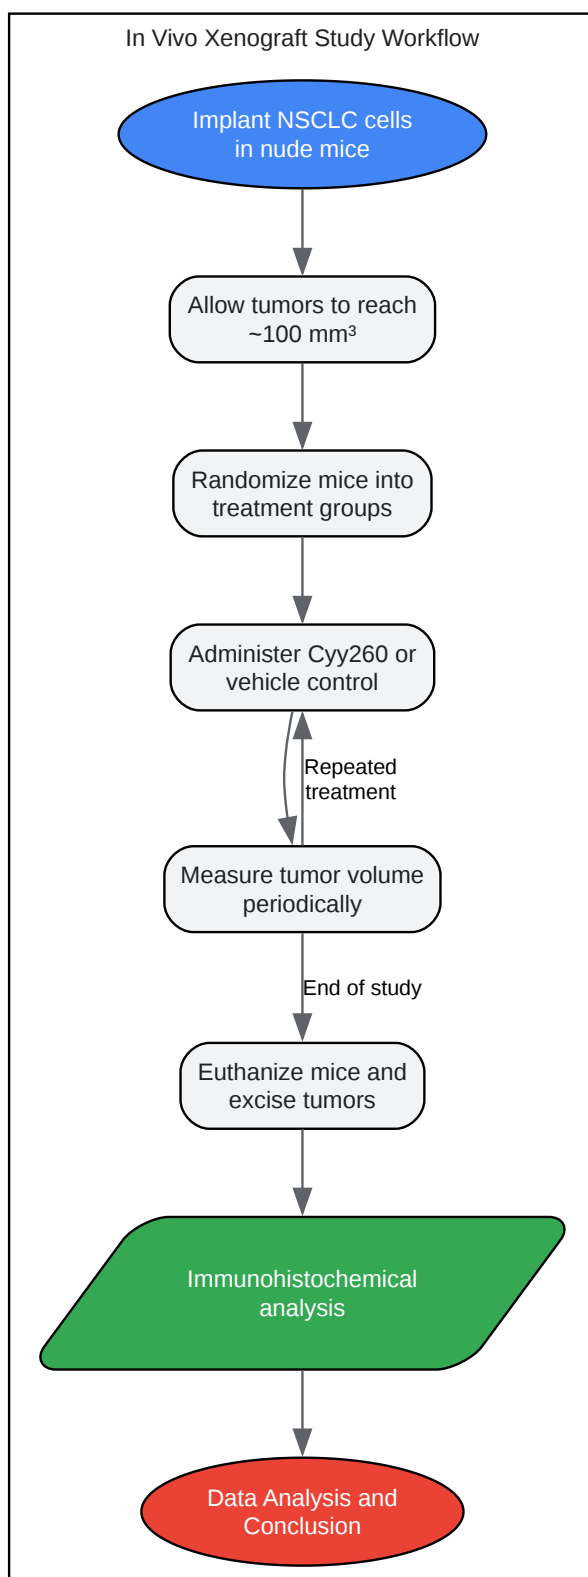 In Vivo Xenograft Study Workflow
Implant NSCLC cells
in nude mice
Allow tumors to reach
~100 mm³
Randomize mice into
treatment groups
Administer Cyy260 or
vehicle control
Repeated
treatment
Measure tumor volume
periodically
End of study
Euthanize mice and
excise tumors
Immunohistochemical
analysis
Data Analysis and
Conclusion